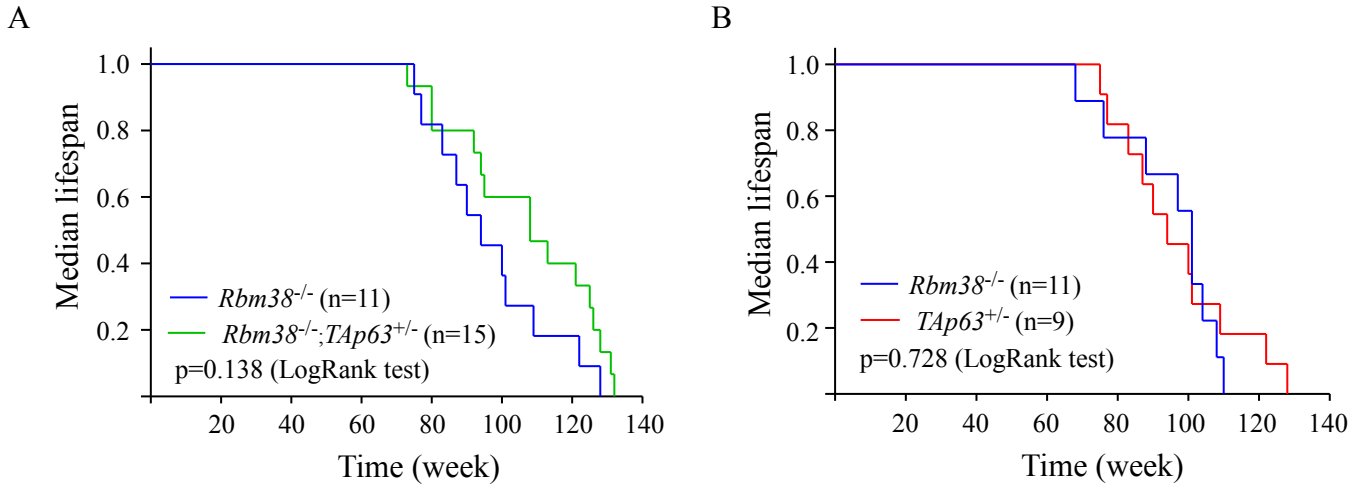 A
Median lifespan
1.0
0.8
0.6
0.4
0.2
Rbm38-/- (n=11)
Rbm38-/-;TAp63+/- (n=15)
p=0.138 (LogRank test)
20 40 60 80 100 120 140
Time (week)
B
Median lifespan
1.0
0.8
0.6
0.4
0.2
Rbm38-/- (n=11)
TAp63+/- (n=9)
p=0.728 (LogRank test)
20 40 60 80 100 120 140
Time (week)